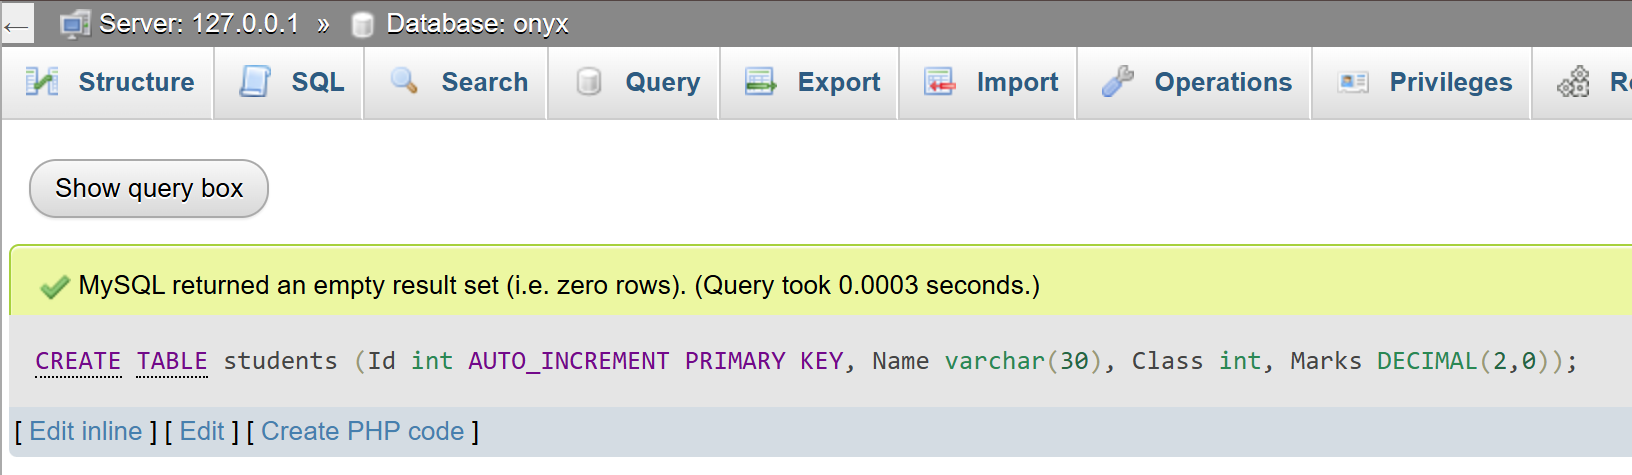 ← Server: 127.0.0.1 » Database: onyx
Structure SQL Search Query Export Import Operations Privileges
Show query box
MySQL returned an empty result set (i.e. zero rows). (Query took 0.0003 seconds.)
CREATE TABLE students (Id int AUTO_INCREMENT PRIMARY KEY, Name varchar(30), Class int, Marks DECIMAL(2,0));
[ Edit inline ] [ Edit ] [ Create PHP code ]